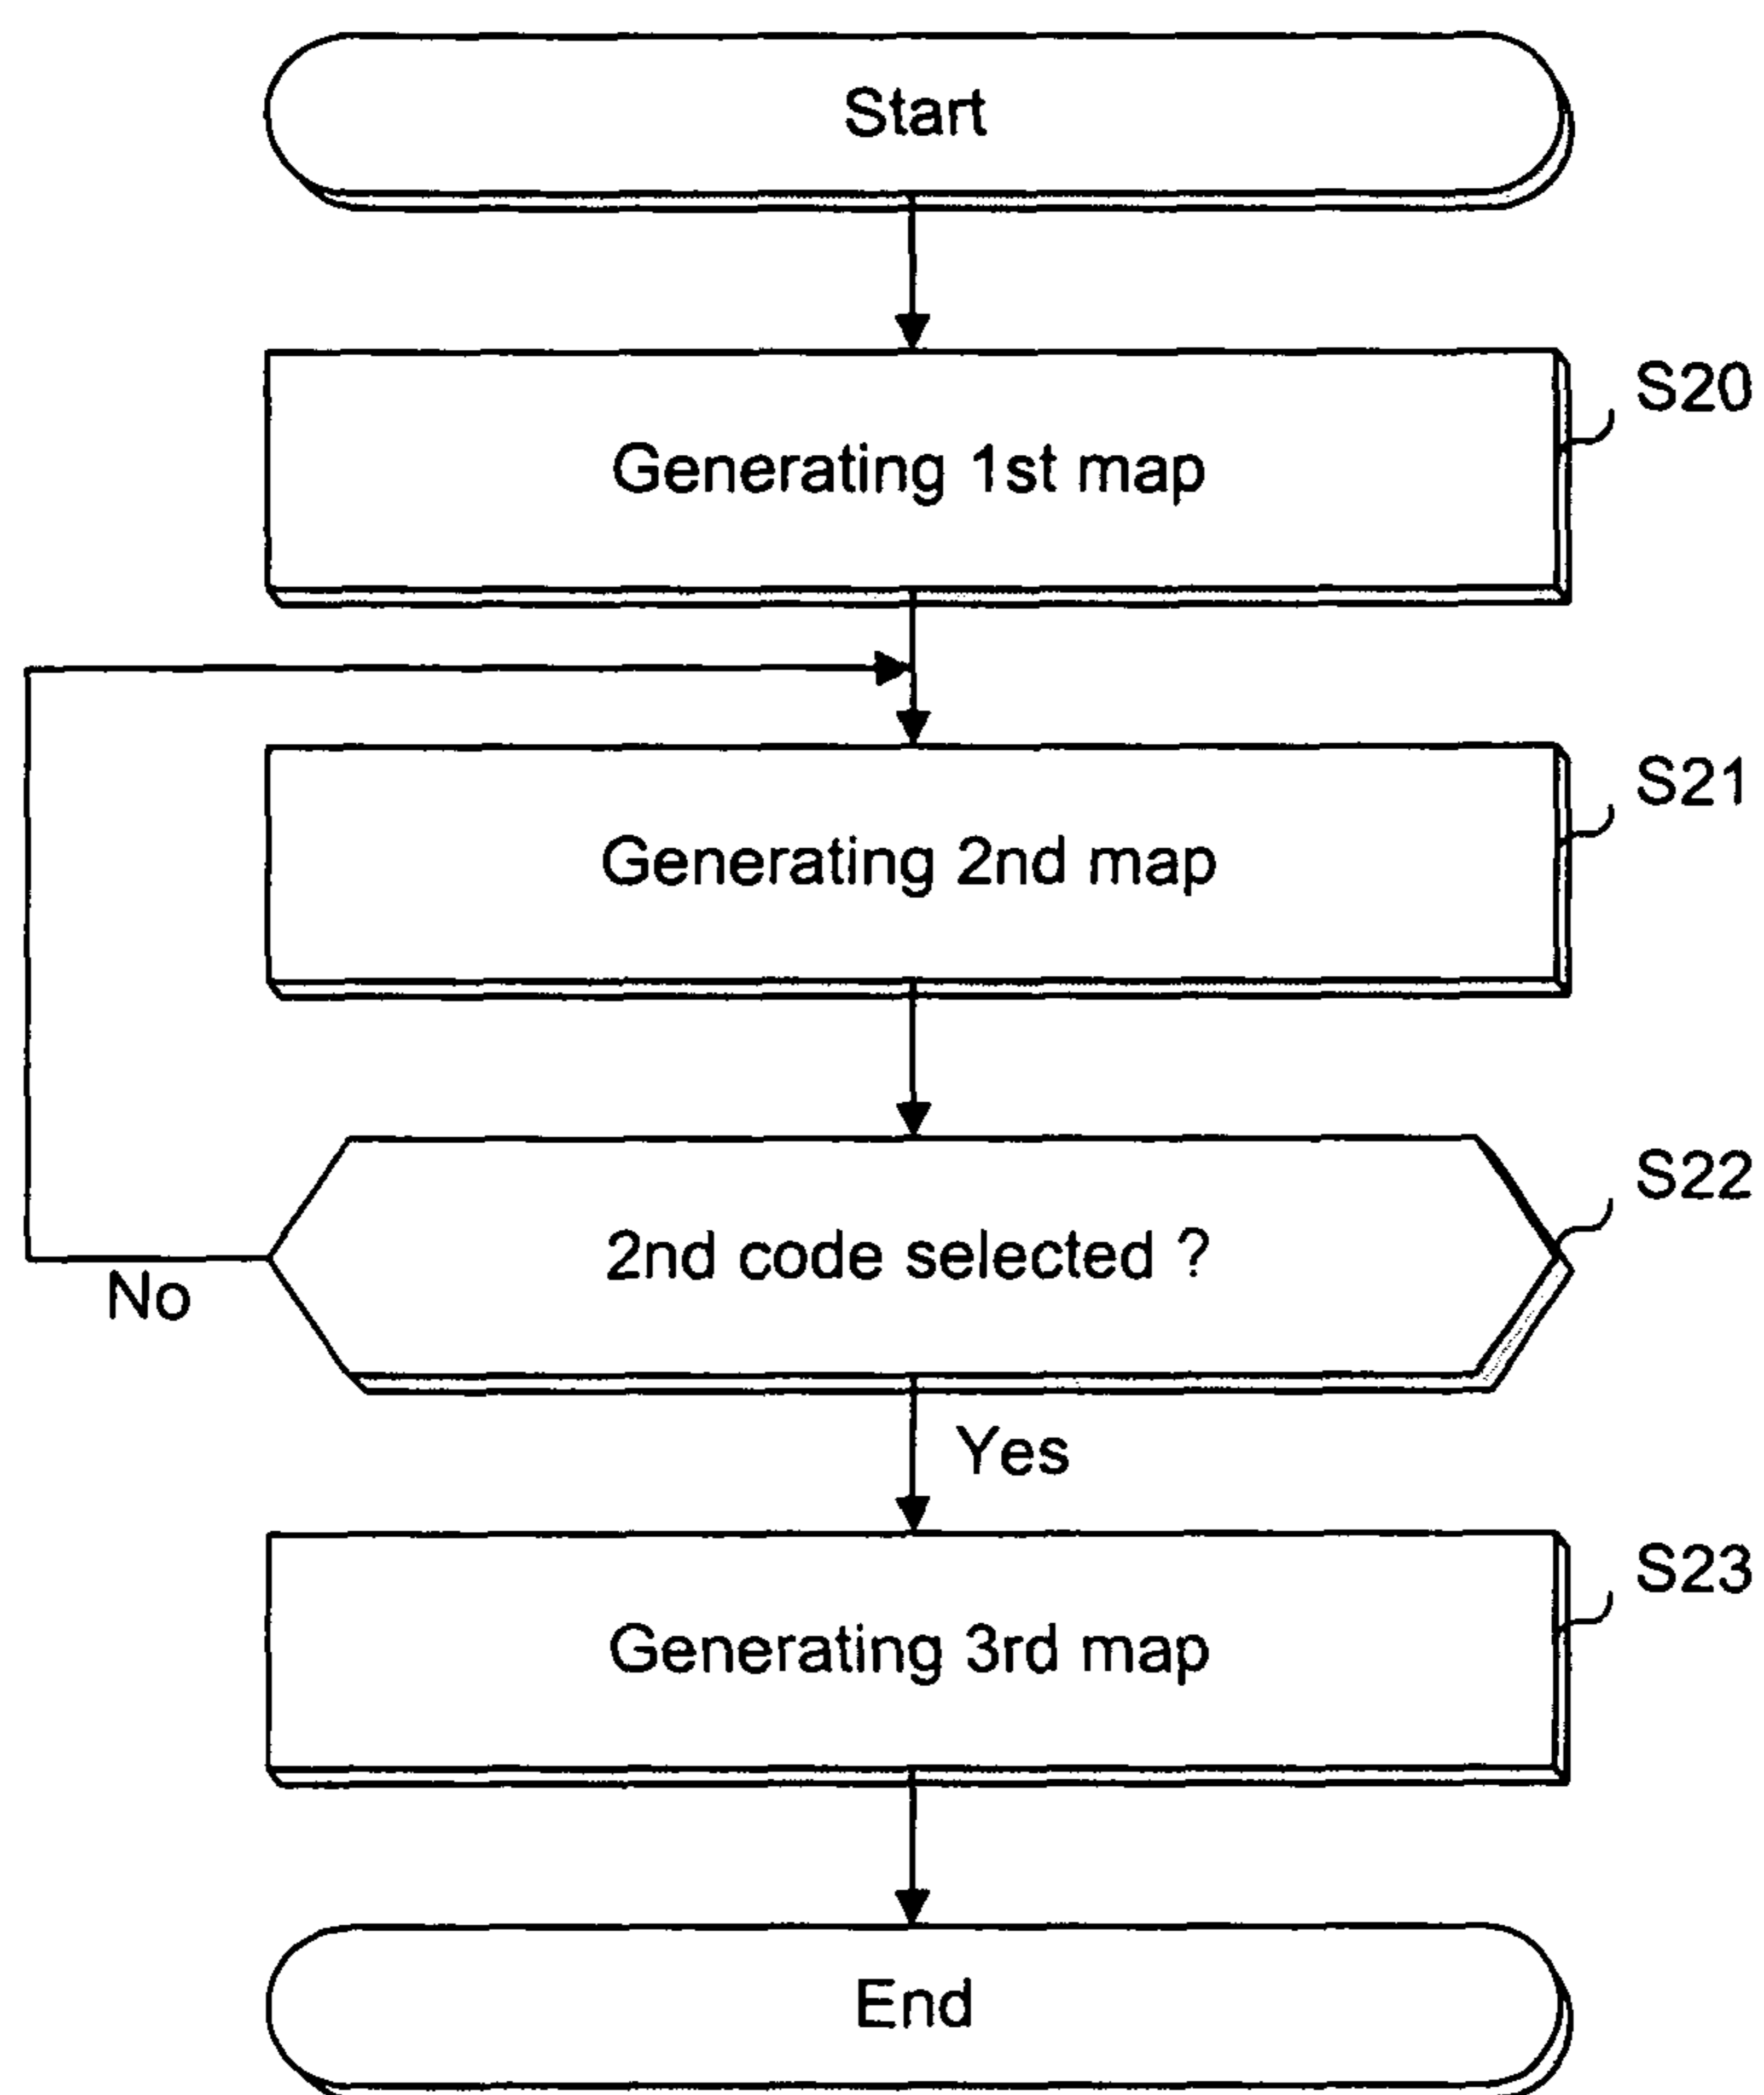 Start
S20
Generating 1st map
S21
Generating 2nd map
S22
2nd code selected ?
No
Yes
S23
Generating 3rd map
End